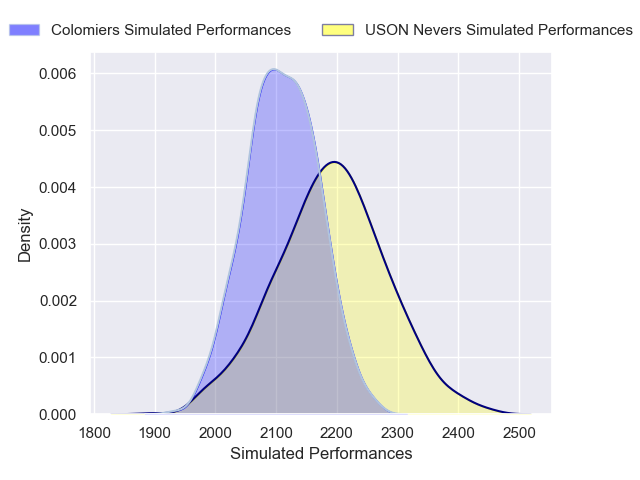 Colomiers Simulated Performances
USON Nevers Simulated Performances
0.006
0.005
0.004
0.003
0.002
0.001
0.000
Density
1800 1900 2000 2100 2200 2300 2400 2500
Simulated Performances